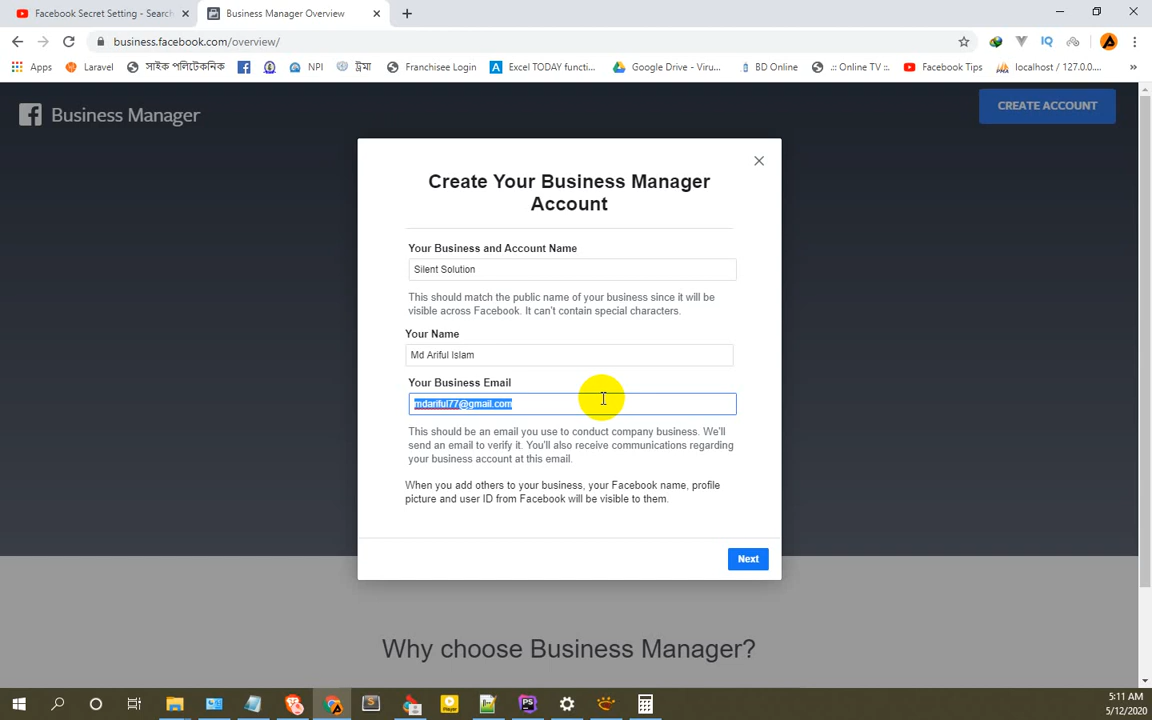 Facebook Secret Setting - Search
Business Manager Overview
business.facebook.com/overview/
Apps
Laravel
সাইক পলিটেকনিক
NPI
ট্রমা
Franchisee Login
Excel TODAY functi...
Google Drive - Viru...
BD Online
.:: Online TV ::.
Facebook Tips
localhost / 127.0.0....
»
Business Manager
CREATE ACCOUNT
Create Your Business Manager
Account
Your Business and Account Name
Silent Solution
This should match the public name of your business since it will be
visible across Facebook. It can't contain special characters.
Your Name
Md Ariful Islam
Your Business Email
mdariful77@gmail.com
This should be an email you use to conduct company business. We'll
send an email to verify it. You'll also receive communications regarding
your business account at this email.
When you add others to your business, your Facebook name, profile
picture and user ID from Facebook will be visible to them.
Next
Why choose Business Manager?
5:11 AM
5/12/2020